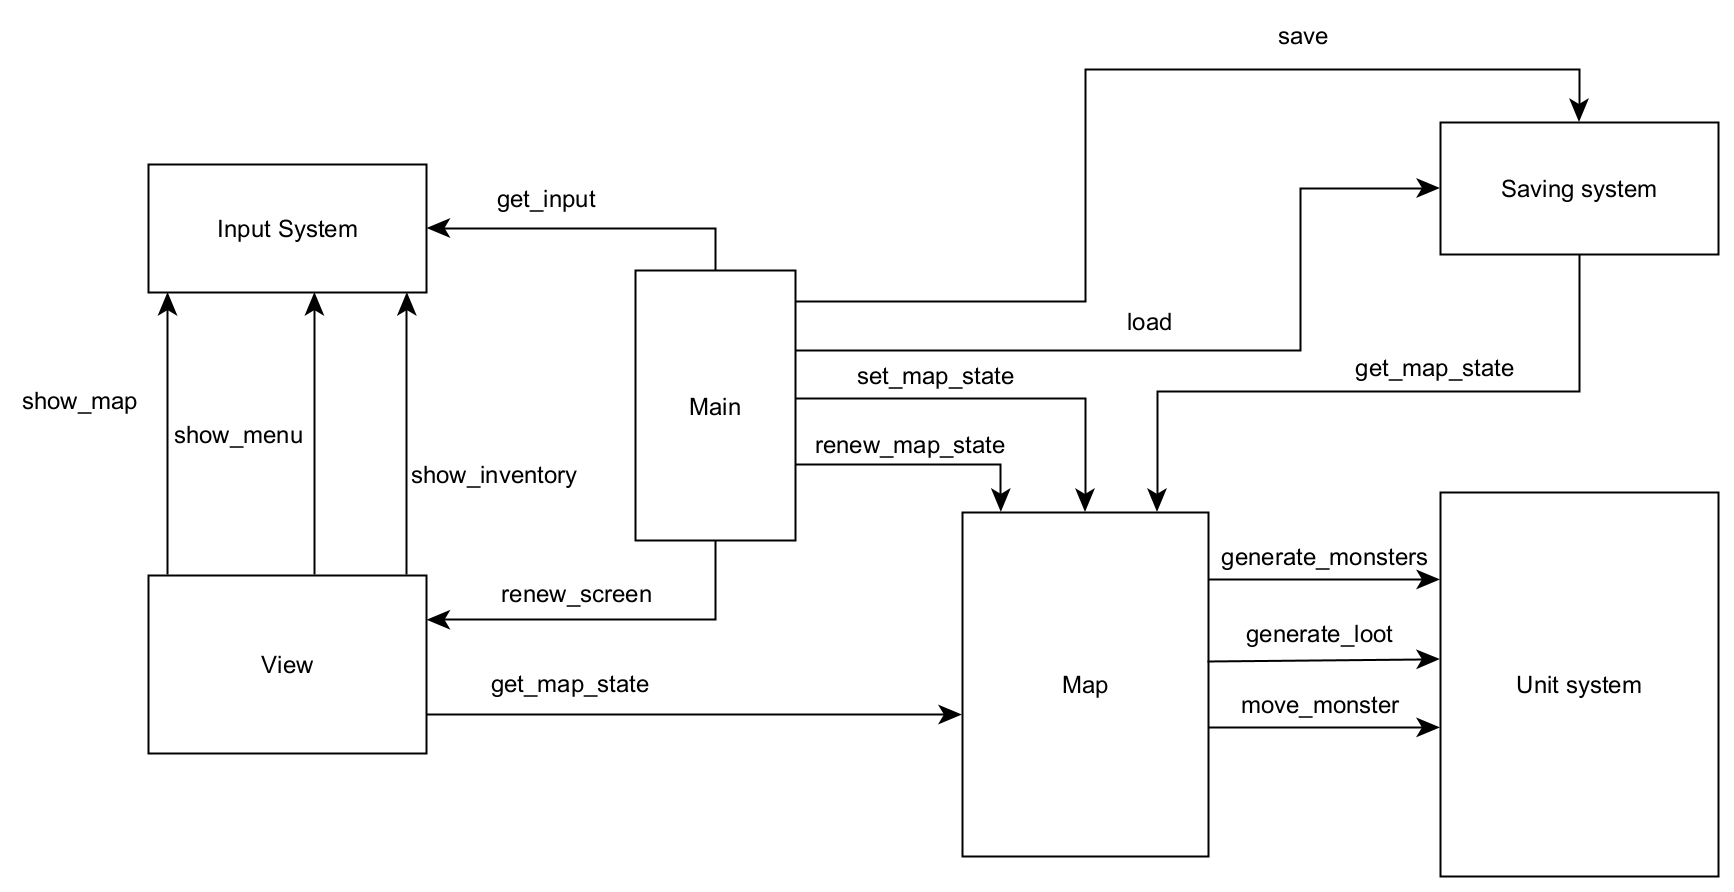 save
Saving system
get_input
Input System
load
get_map_state
set_map_state
show_map
Main
show_menu
renew_map_state
show_inventory
generate_monsters
renew_screen
generate_loot
View
get_map_state
Map
Unit system
move_monster